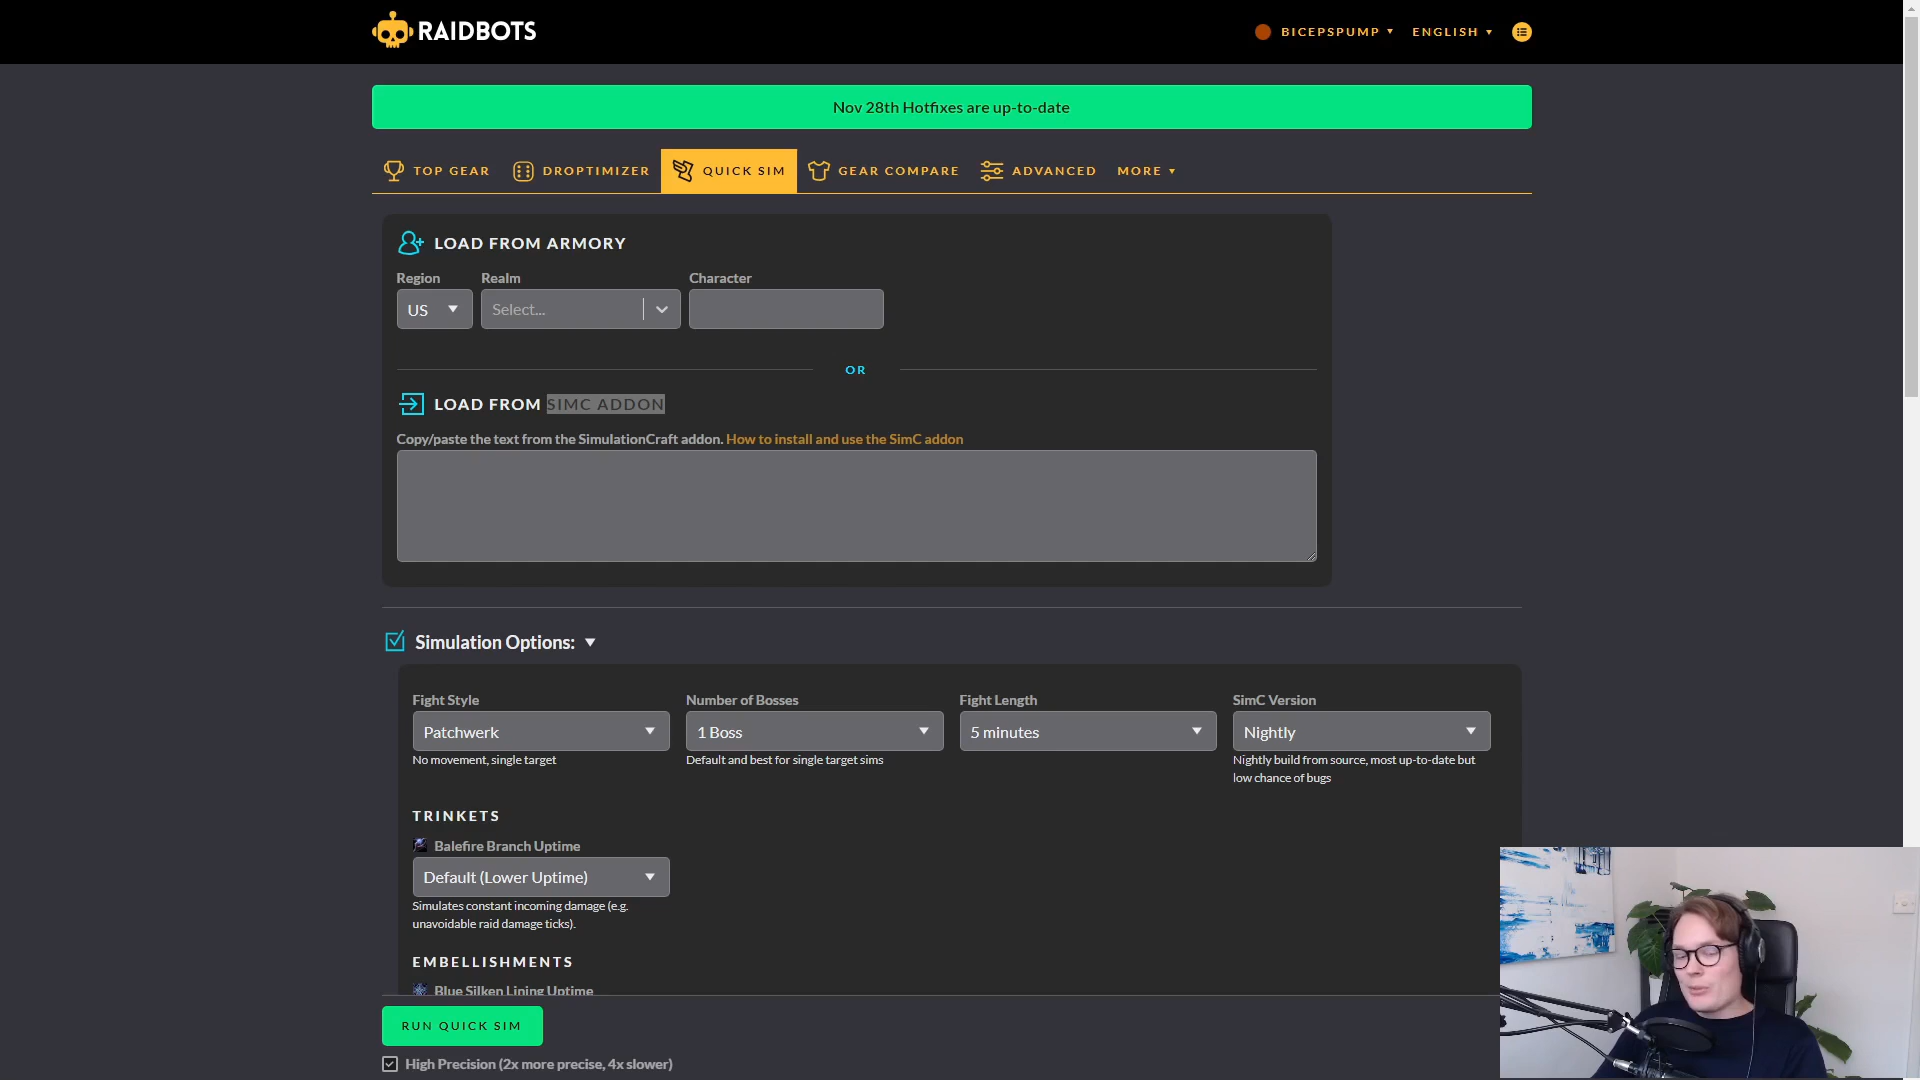 RAIDBOTS
BICEPSPUMP ▼ ENGLISH ▼
Nov 28th Hotfixes are up-to-date
TOP GEAR DROPTIMIZER QUICK SIM GEAR COMPARE ADVANCED MORE ▼
LOAD FROM ARMORY
Region Realm Character
US Select...
OR
LOAD FROM SIMC ADDON
Copy/paste the text from the SimulationCraft addon. How to install and use the SimC addon
Simulation Options: ▼
Fight Style Number of Bosses Fight Length SimC Version
Patchwerk 1 Boss 5 minutes Nightly
No movement, single target Default and best for single target sims Nightly build from source, most up-to-date but
low chance of bugs
TRINKETS
Balefire Branch Uptime
Default (Lower Uptime)
Simulates constant incoming damage (e.g.
unavoidable raid damage ticks).
EMBELLISHMENTS
Blue Silken Lining Uptime
RUN QUICK SIM
High Precision (2x more precise, 4x slower)